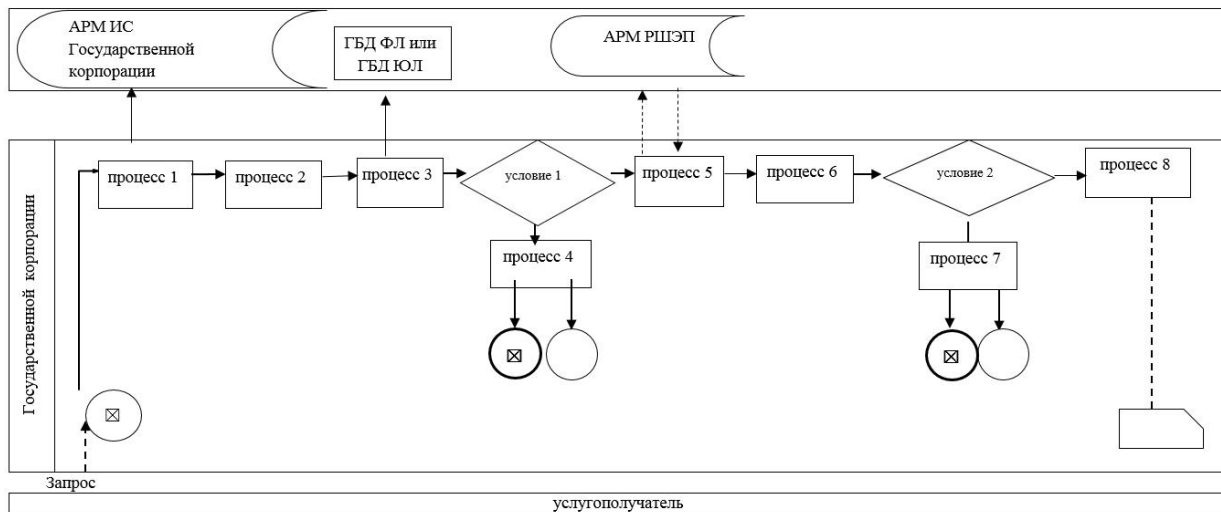 АРМ ИС
Государственной
корпорации
ГБД ФЛ или
ГБД ЮЛ
АРМ РШЭП
Государственной корпорации
процесс 1
процесс 2
процесс 3
условие 1
процесс 5
процесс 6
условие 2
процесс 8
процесс 4
процесс 7
Запрос
услугополучатель